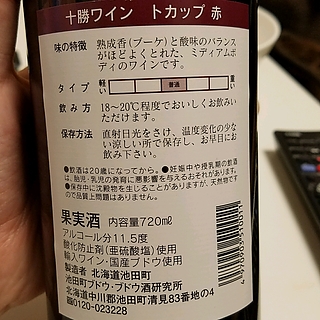 十勝ワイン トカップ 赤
味の特徴 熟成香(ブーケ)と酸味のバランス
がほどよくとれた、ミディアムボ
ディのワインです。
タイプ 軽い 普通 重い
飲み方 18~20℃程度でおいしくお飲みい
ただけます。
保存方法 直射日光をさけ、温度変化の少な
い涼しい所で保存し、お早目にお
飲み下さい。
●飲酒は20歳になってから。●妊娠中や授乳期の飲酒
は、胎児・乳児の発育に悪影響を与えるおそれがあります。
●保存中に沈殿物を生じることがありますが、天然物です
ので品質上問題はありません。
果実酒 内容量720ml
アルコール分11.5度
酸化防止剤(亜硫酸塩)使用
輸入ワイン・国産ブドウ使用
製造者 北海道池田町
池田町ブドウ・ブドウ酒研究所
北海道中川郡池田町清見83番地の4
0120-023228